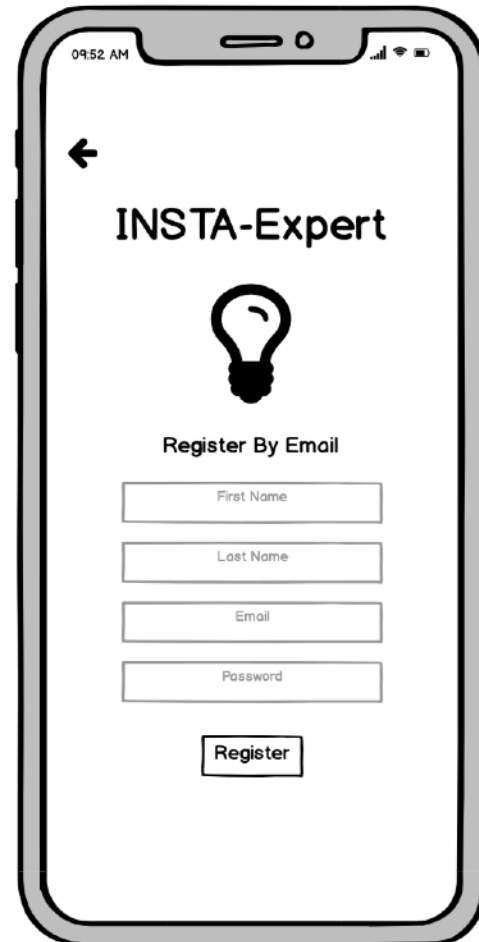 09:52 AM
INSTA-Expert
Register By Email
First Name
Last Name
Email
Password
Register